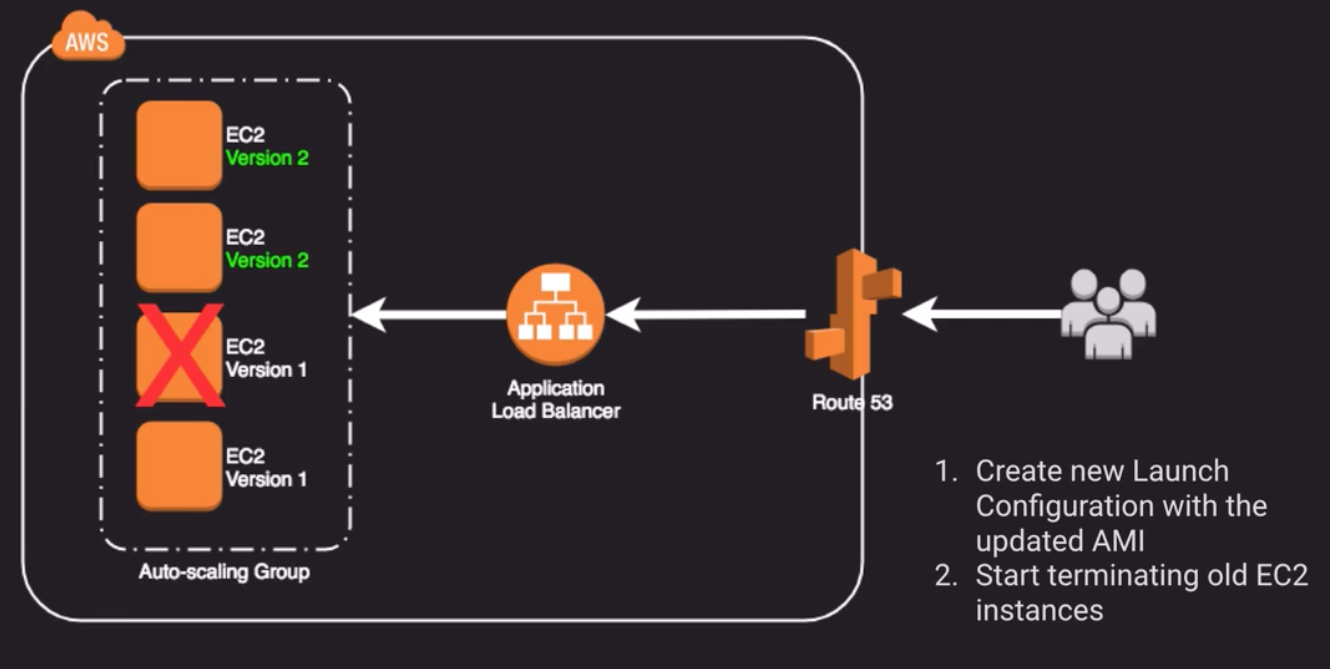 AWS
EC2
Version 2
EC2
Version 2
EC2
Version 1
EC2
Version 1
Auto-scaling Group
Application
Load Balancer
Route 53
1. Create new Launch
Configuration with the
updated AMI
2. Start terminating old EC2
instances